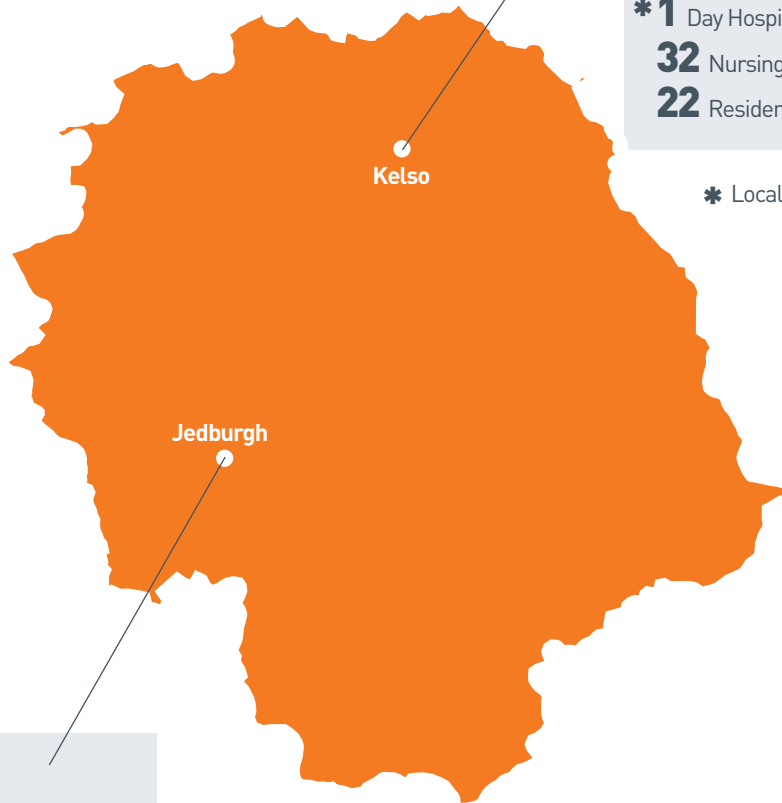 * 1 Day Hospi
32 Nursing
22 Residen
Kelso
* Local
Jedburgh